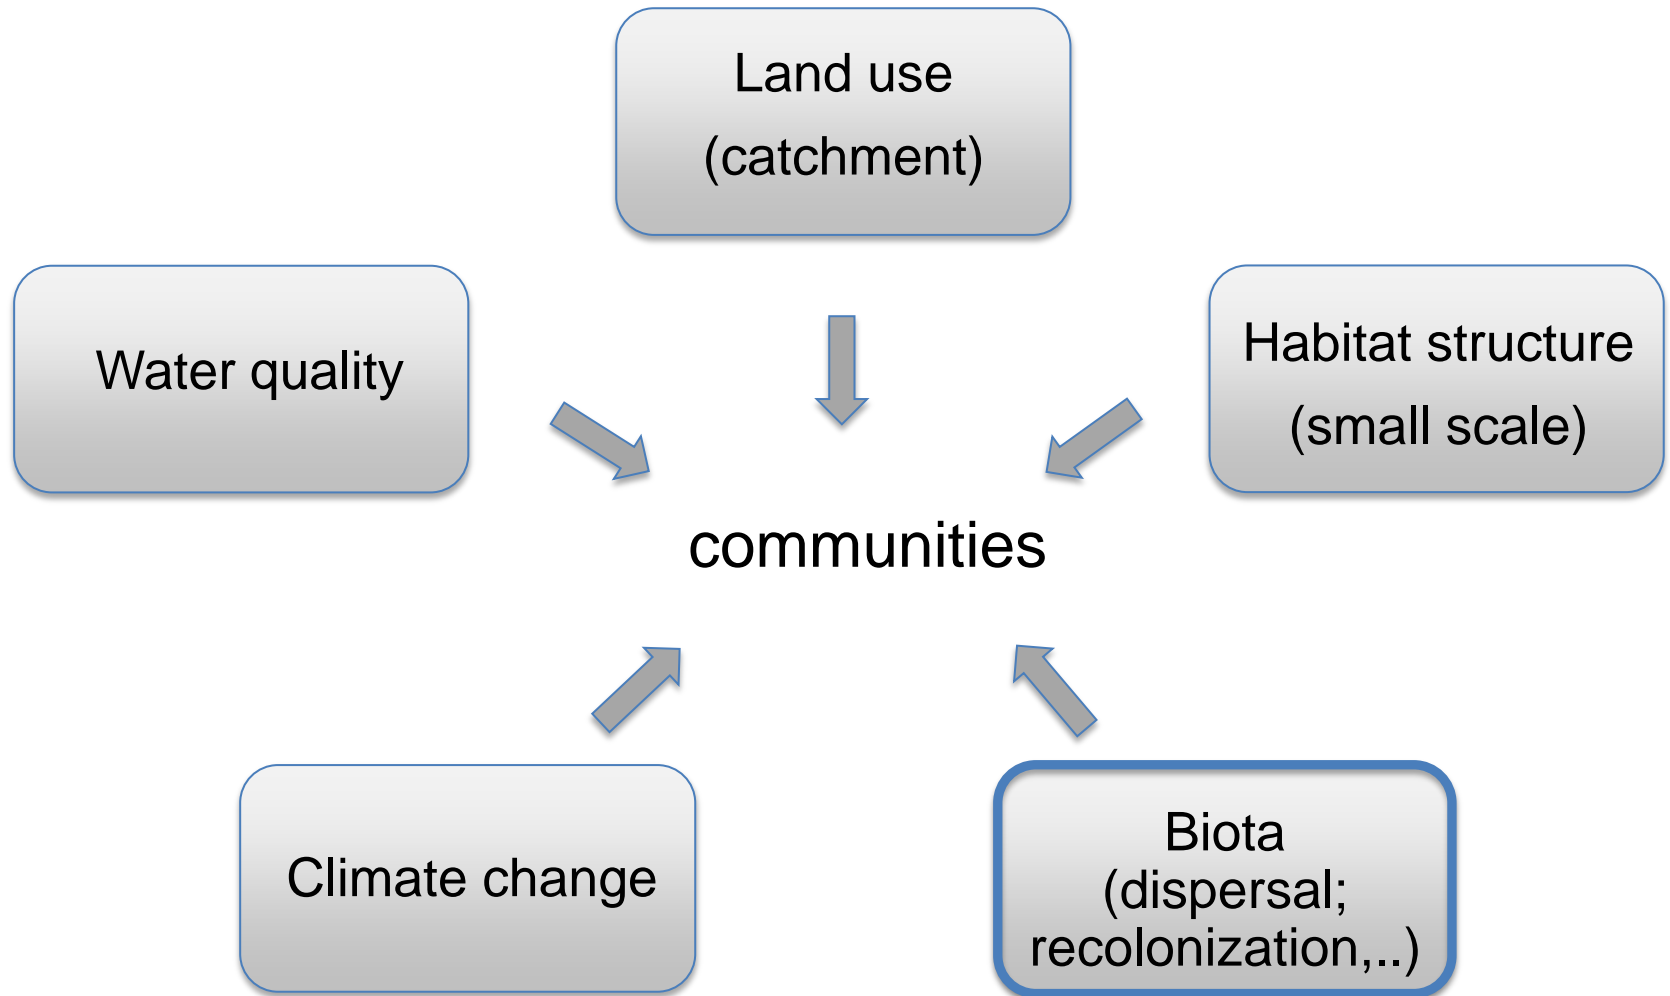 Land use
(catchment)
Water quality
Habitat structure
(small scale)
communities
Climate change
Biota
(dispersal;
recolonization,..)